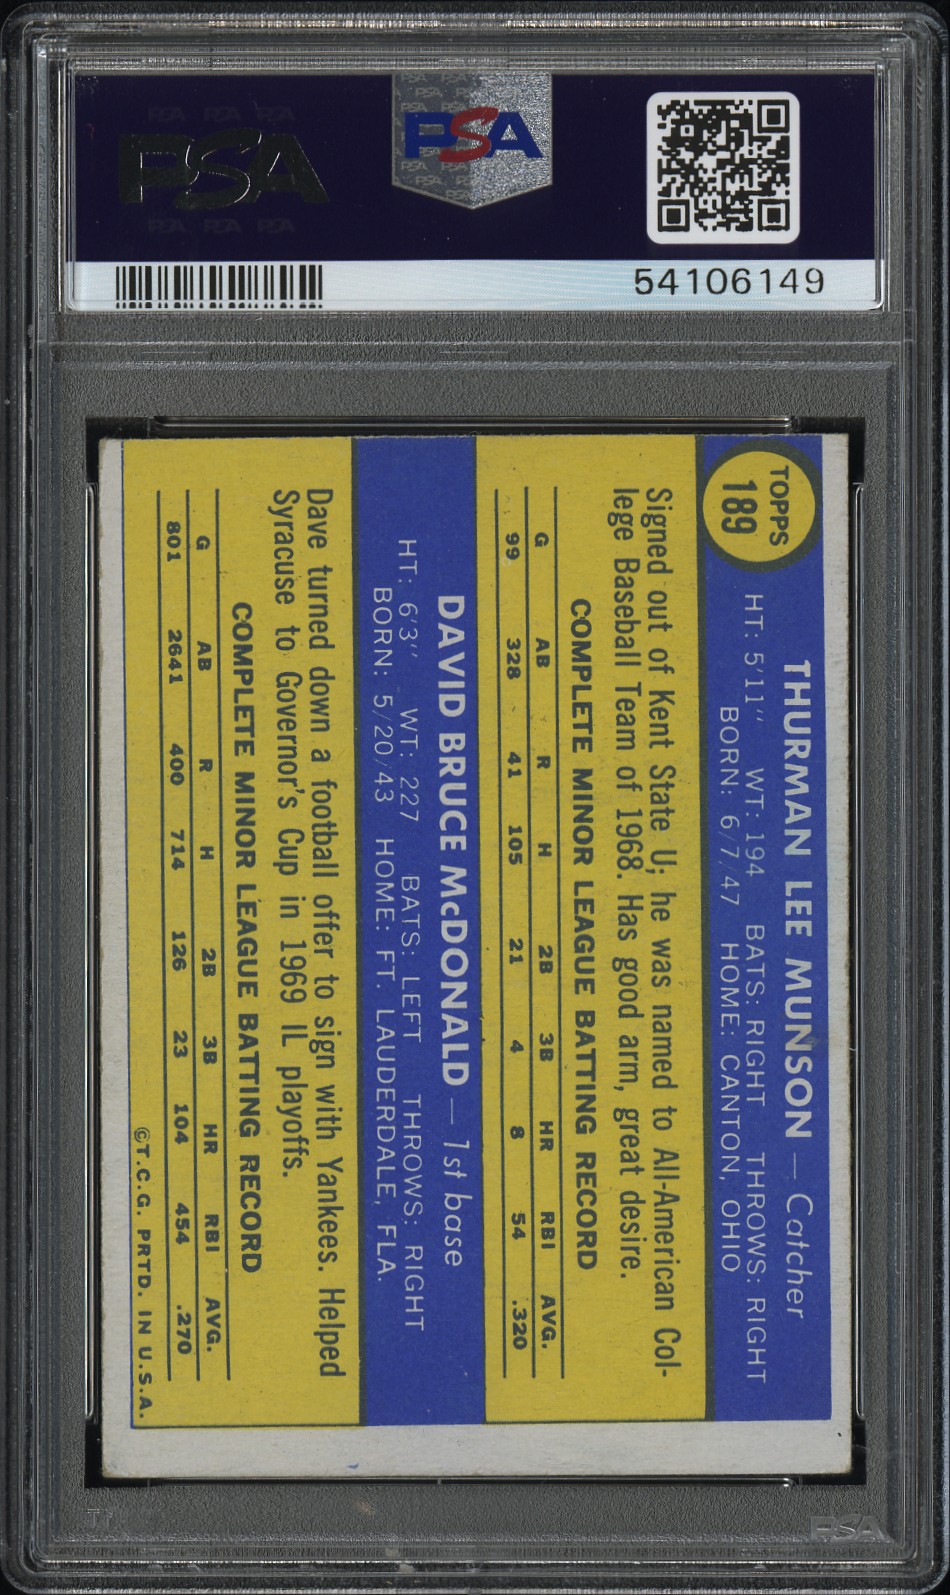 PSA PSA PSA
PSA
PSA PSA PSA
PSA
54106149
TOPPS
189
THURMAN LEE MUNSON — Catcher
HT: 5'11" WT: 194 BATS: RIGHT THROWS: RIGHT
BORN: 6/7/47 HOME: CANTON, OHIO
Signed out of Kent State U; he was named to All-American Col-
lege Baseball Team of 1968. Has good arm, great desire.
COMPLETE MINOR LEAGUE BATTING RECORD
G AB R H 2B 3B HR RBI AVG.
99 328 41 105 21 4 8 54 .320
DAVID BRUCE McDONALD — 1st base
HT: 6'3" WT: 227 BATS: LEFT THROWS: RIGHT
BORN: 5/20/43 HOME: FT. LAUDERDALE, FLA.
Dave turned down a football offer to sign with Yankees. Helped
Syracuse to Governor's Cup in 1969 IL playoffs.
COMPLETE MINOR LEAGUE BATTING RECORD
G AB R H 2B 3B HR RBI AVG.
801 2641 400 714 126 23 104 454 .270
©T.C.G. PRTD. IN U.S.A.
PSA